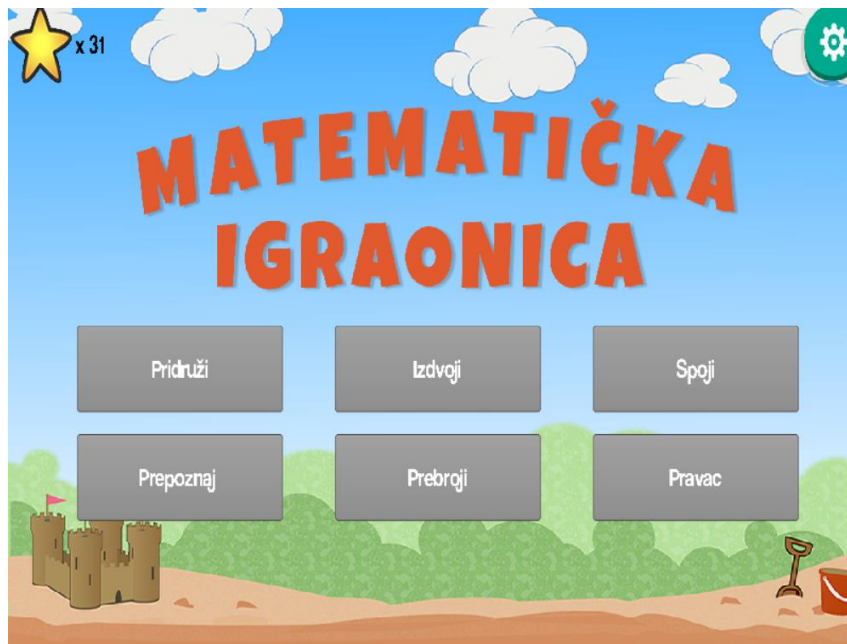 x 31
MATEMATIČKA
IGRAONICA
Pridruži
Izdvoji
Spoji
Prepoznaj
Prebroji
Pravac